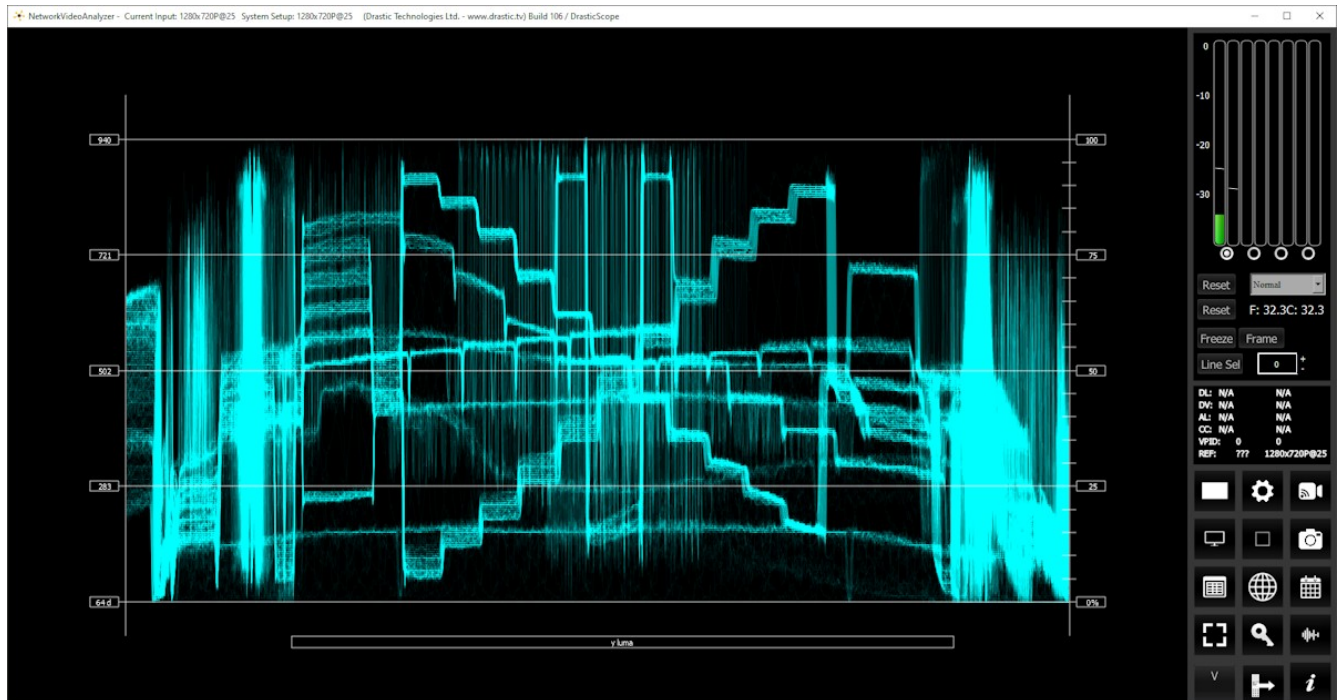 NetworkVideoAnalyzer - Current Input: 1280x720P@25 System Setup: 1280x720P@25 (Drastic Technologies Ltd. - www.drastic.tv) Build 106 / DrasticScope
940
721
502
283
64 d
100
75
50
25
0%
y luma
0
-10
-20
-30
Reset Normal
Reset F: 32.3C: 32.3
Freeze Frame
Line Sel 0 + -
DL: N/A N/A
DV: N/A N/A
AL: N/A N/A
CC: N/A N/A
VPID: 0 0
REF: ??? 1280x720P@25
V i